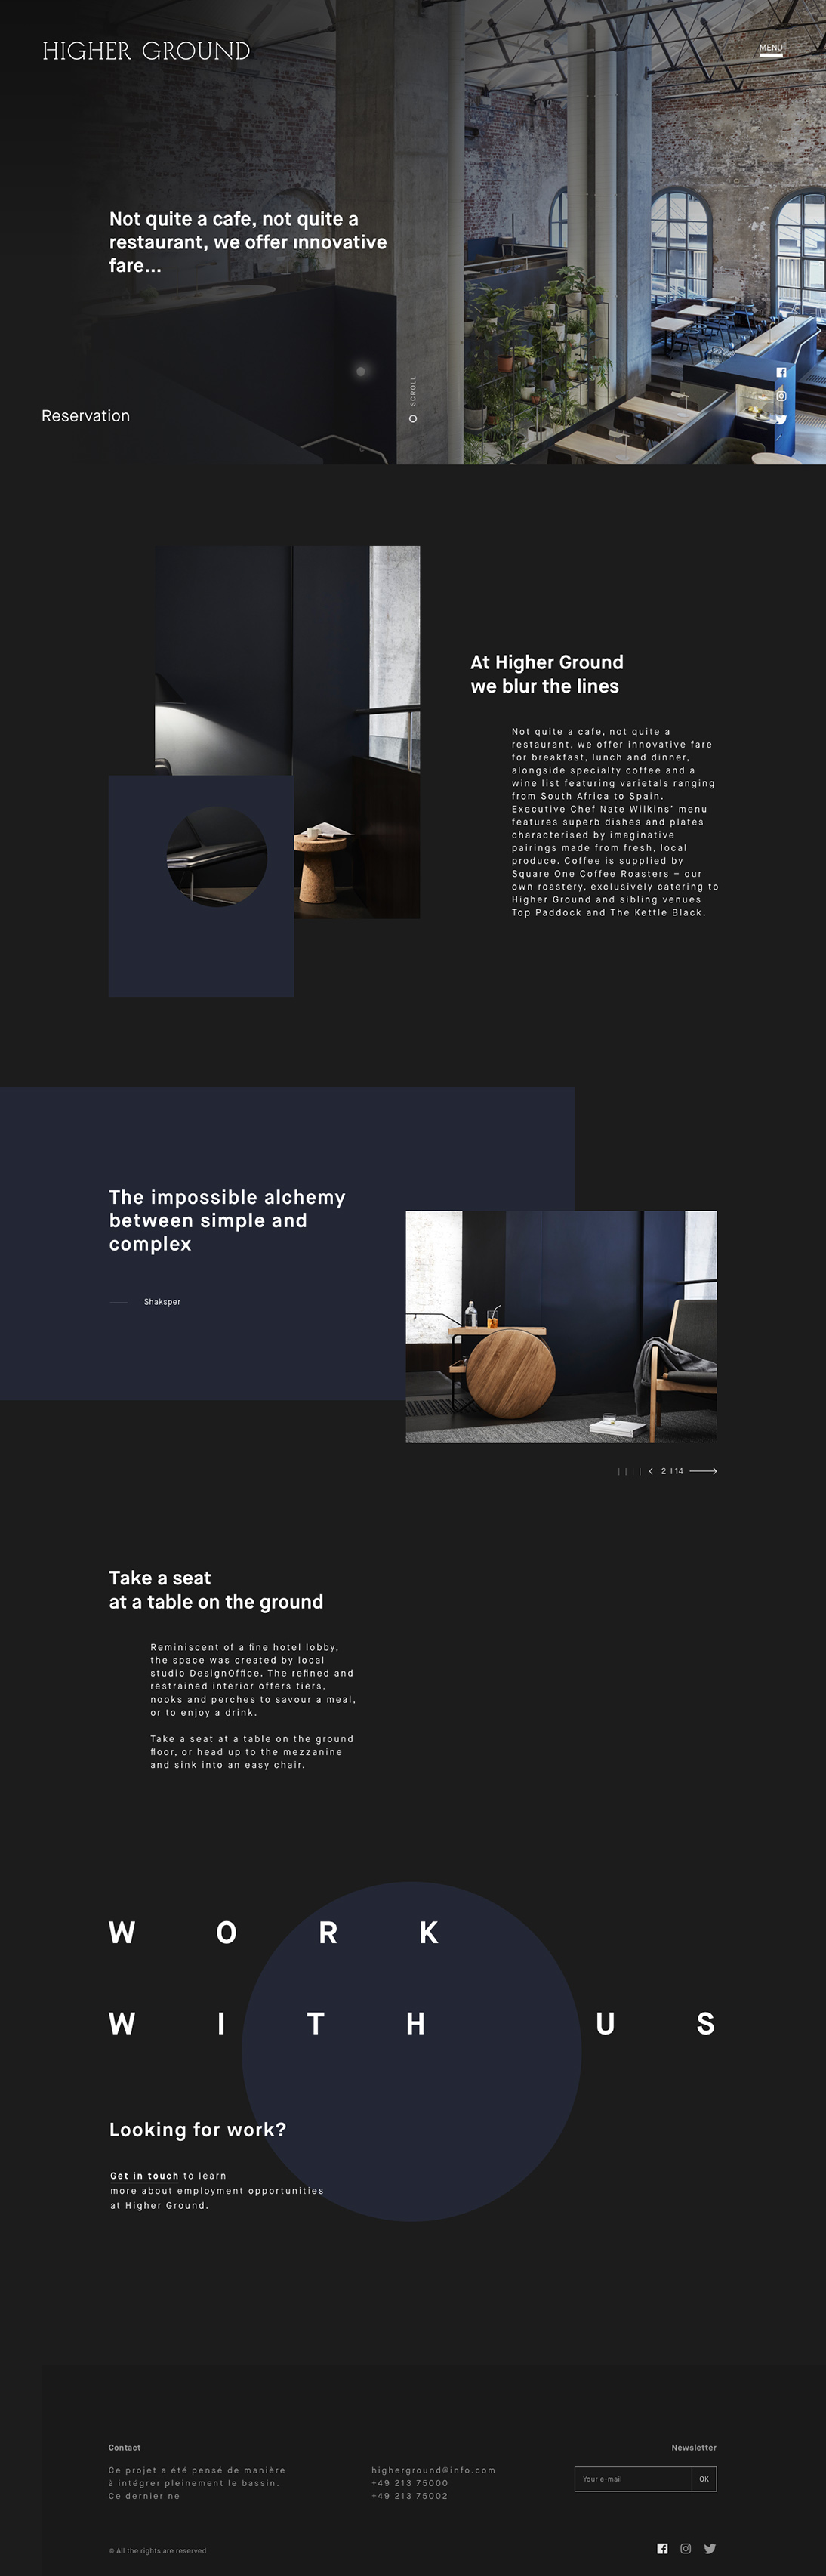 HIGHER GROUND
MENU
Not quite a cafe, not quite a
restaurant, we offer ınnovative
fare...
SCROLL
Reservation
At Higher Ground
we blur the lines
Not quite a cafe, not quite a
restaurant, we offer innovative fare
for breakfast, lunch and dinner,
alongside specialty coffee and a
wine list featuring varietals ranging
from South Africa to Spain.
Executive Chef Nate Wilkins' menu
features superb dishes and plates
characterised by imaginative
pairings made from fresh, local
produce. Coffee is supplied by
Square One Coffee Roasters – our
own roastery, exclusively catering to
Higher Ground and sibling venues
Top Paddock and The Kettle Black.
The impossible alchemy
between simple and
complex
Shaksper
2 I 14
Take a seat
at a table on the ground
Reminiscent of a fine hotel lobby,
the space was created by local
studio DesignOffice. The refined and
restrained interior offers tiers,
nooks and perches to savour a meal,
or to enjoy a drink.
Take a seat at a table on the ground
floor, or head up to the mezzanine
and sink into an easy chair.
WORK
WITH US
Looking for work?
Get in touch to learn
more about employment opportunities
at Higher Ground.
Contact
Ce projet a été pensé de manière
à intégrer pleinement le bassin.
Ce dernier ne
higherground@info.com
+49 213 75000
+49 213 75002
Newsletter
Your e-mail
OK
© All the rights are reserved